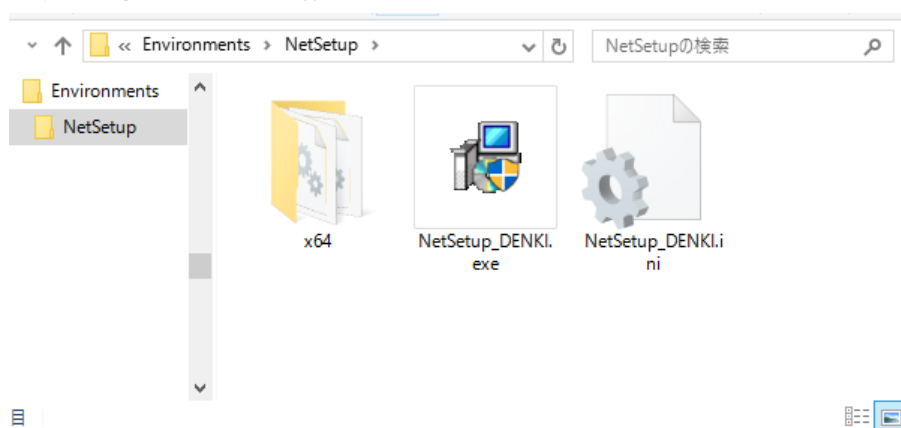 « Environments > NetSetup >
NetSetupの検索
Environments
NetSetup
x64
NetSetup_DENKI.
exe
NetSetup_DENKI.i
ni